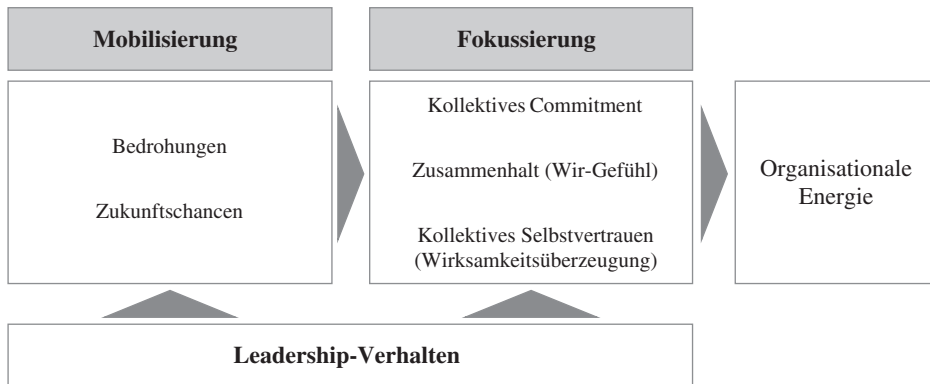 Mobilisierung
Fokussierung
Bedrohungen
Zukunftschancen
Kollektives Commitment
Zusammenhalt (Wir-Gefühl)
Kollektives Selbstvertrauen
(Wirksamkeitsüberzeugung)
Organisationale
Energie
Leadership-Verhalten